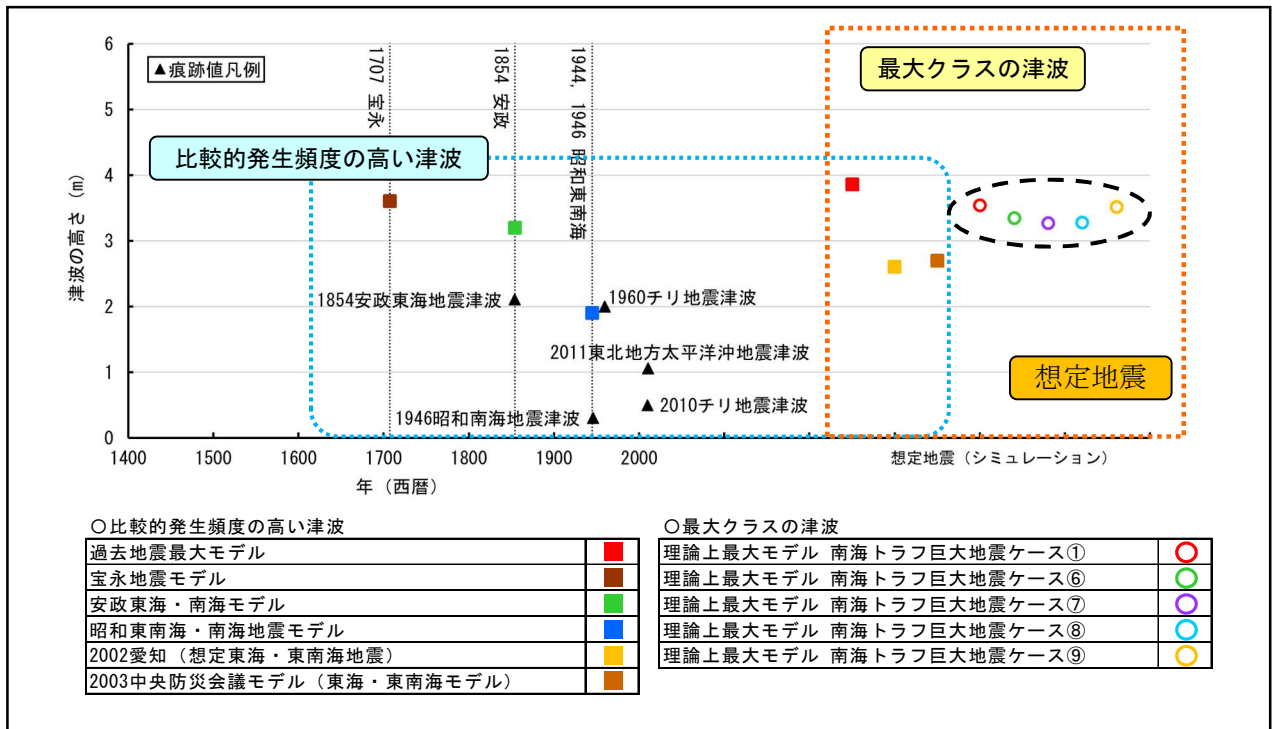 6
5
4
3
2
1
0
津波の高さ（m）
▲痕跡値凡例
1707 宝永
1854 安政
1944, 1946 昭和東南海
最大クラスの津波
比較的発生頻度の高い津波
1854安政東海地震津波
1960チリ地震津波
2011東北地方太平洋沖地震津波
2010チリ地震津波
1946昭和南海地震津波
想定地震
1400 1500 1600 1700 1800 1900 2000
想定地震（シミュレーション）
年（西暦）
○比較的発生頻度の高い津波
過去地震最大モデル
宝永地震モデル
安政東海・南海モデル
昭和東南海・南海地震モデル
2002愛知（想定東海・東南海地震）
2003中央防災会議モデル（東海・東南海モデル）
○最大クラスの津波
理論上最大モデル 南海トラフ巨大地震ケース①
理論上最大モデル 南海トラフ巨大地震ケース⑥
理論上最大モデル 南海トラフ巨大地震ケース⑦
理論上最大モデル 南海トラフ巨大地震ケース⑧
理論上最大モデル 南海トラフ巨大地震ケース⑨